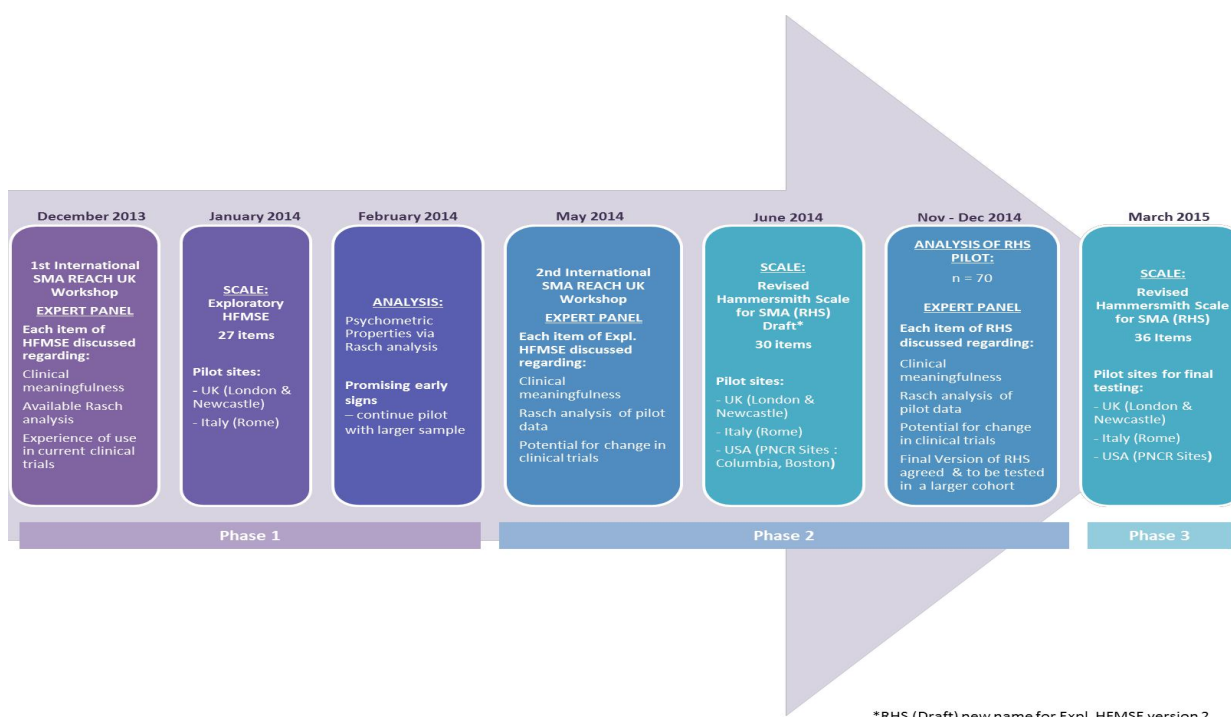 December 2013
1st International
SMA REACH UK
Workshop
EXPERT PANEL
Each item of
HFMSE discussed
regarding:
Clinical
meaningfulness
Available Rasch
analysis
Experience of use
in current clinical
trials
January 2014
SCALE:
Exploratory
HFMSE
27 items
Pilot sites:
- UK (London &
Newcastle)
- Italy (Rome)
February 2014
ANALYSIS:
Psychometric
Properties via
Rasch analysis
Promising early
signs
– continue pilot
with larger sample
May 2014
2nd International
SMA REACH UK
Workshop
EXPERT PANEL
Each item of Expl.
HFMSE discussed
regarding:
Clinical
meaningfulness
Rasch analysis of pilot
data
Potential for change in
clinical trials
June 2014
SCALE:
Revised
Hammersmith Scale
for SMA (RHS)
Draft*
30 items
Pilot sites:
- UK (London &
Newcastle)
- Italy (Rome)
- USA (PNCR Sites :
Columbia, Boston)
Nov - Dec 2014
ANALYSIS OF RHS
PILOT:
n = 70
EXPERT PANEL
Each item of RHS
discussed regarding:
Clinical
meaningfulness
Rasch analysis of
pilot data
Potential for change
in clinical trials
Final Version of RHS
agreed & to be tested
in a larger cohort
March 2015
SCALE:
Revised
Hammersmith Scale
for SMA (RHS)
36 Items
Pilot sites for final
testing:
- UK (London &
Newcastle)
- Italy (Rome)
- USA (PNCR Sites)
Phase 1
Phase 2
Phase 3
*RHS (Draft) new name for Expl. HFMSE version 2